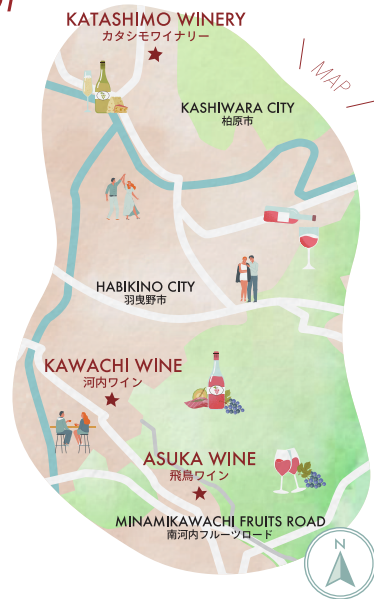 KATASHIMO WINERY
カタシモワイナリー
MAP
KASHIWARA CITY
柏原市
HABIKINO CITY
羽曳野市
KAWACHI WINE
河内ワイン
ASUKA WINE
飛鳥ワイン
MINAMIKAWACHI FRUITS ROAD
南河内フルーツロード
N